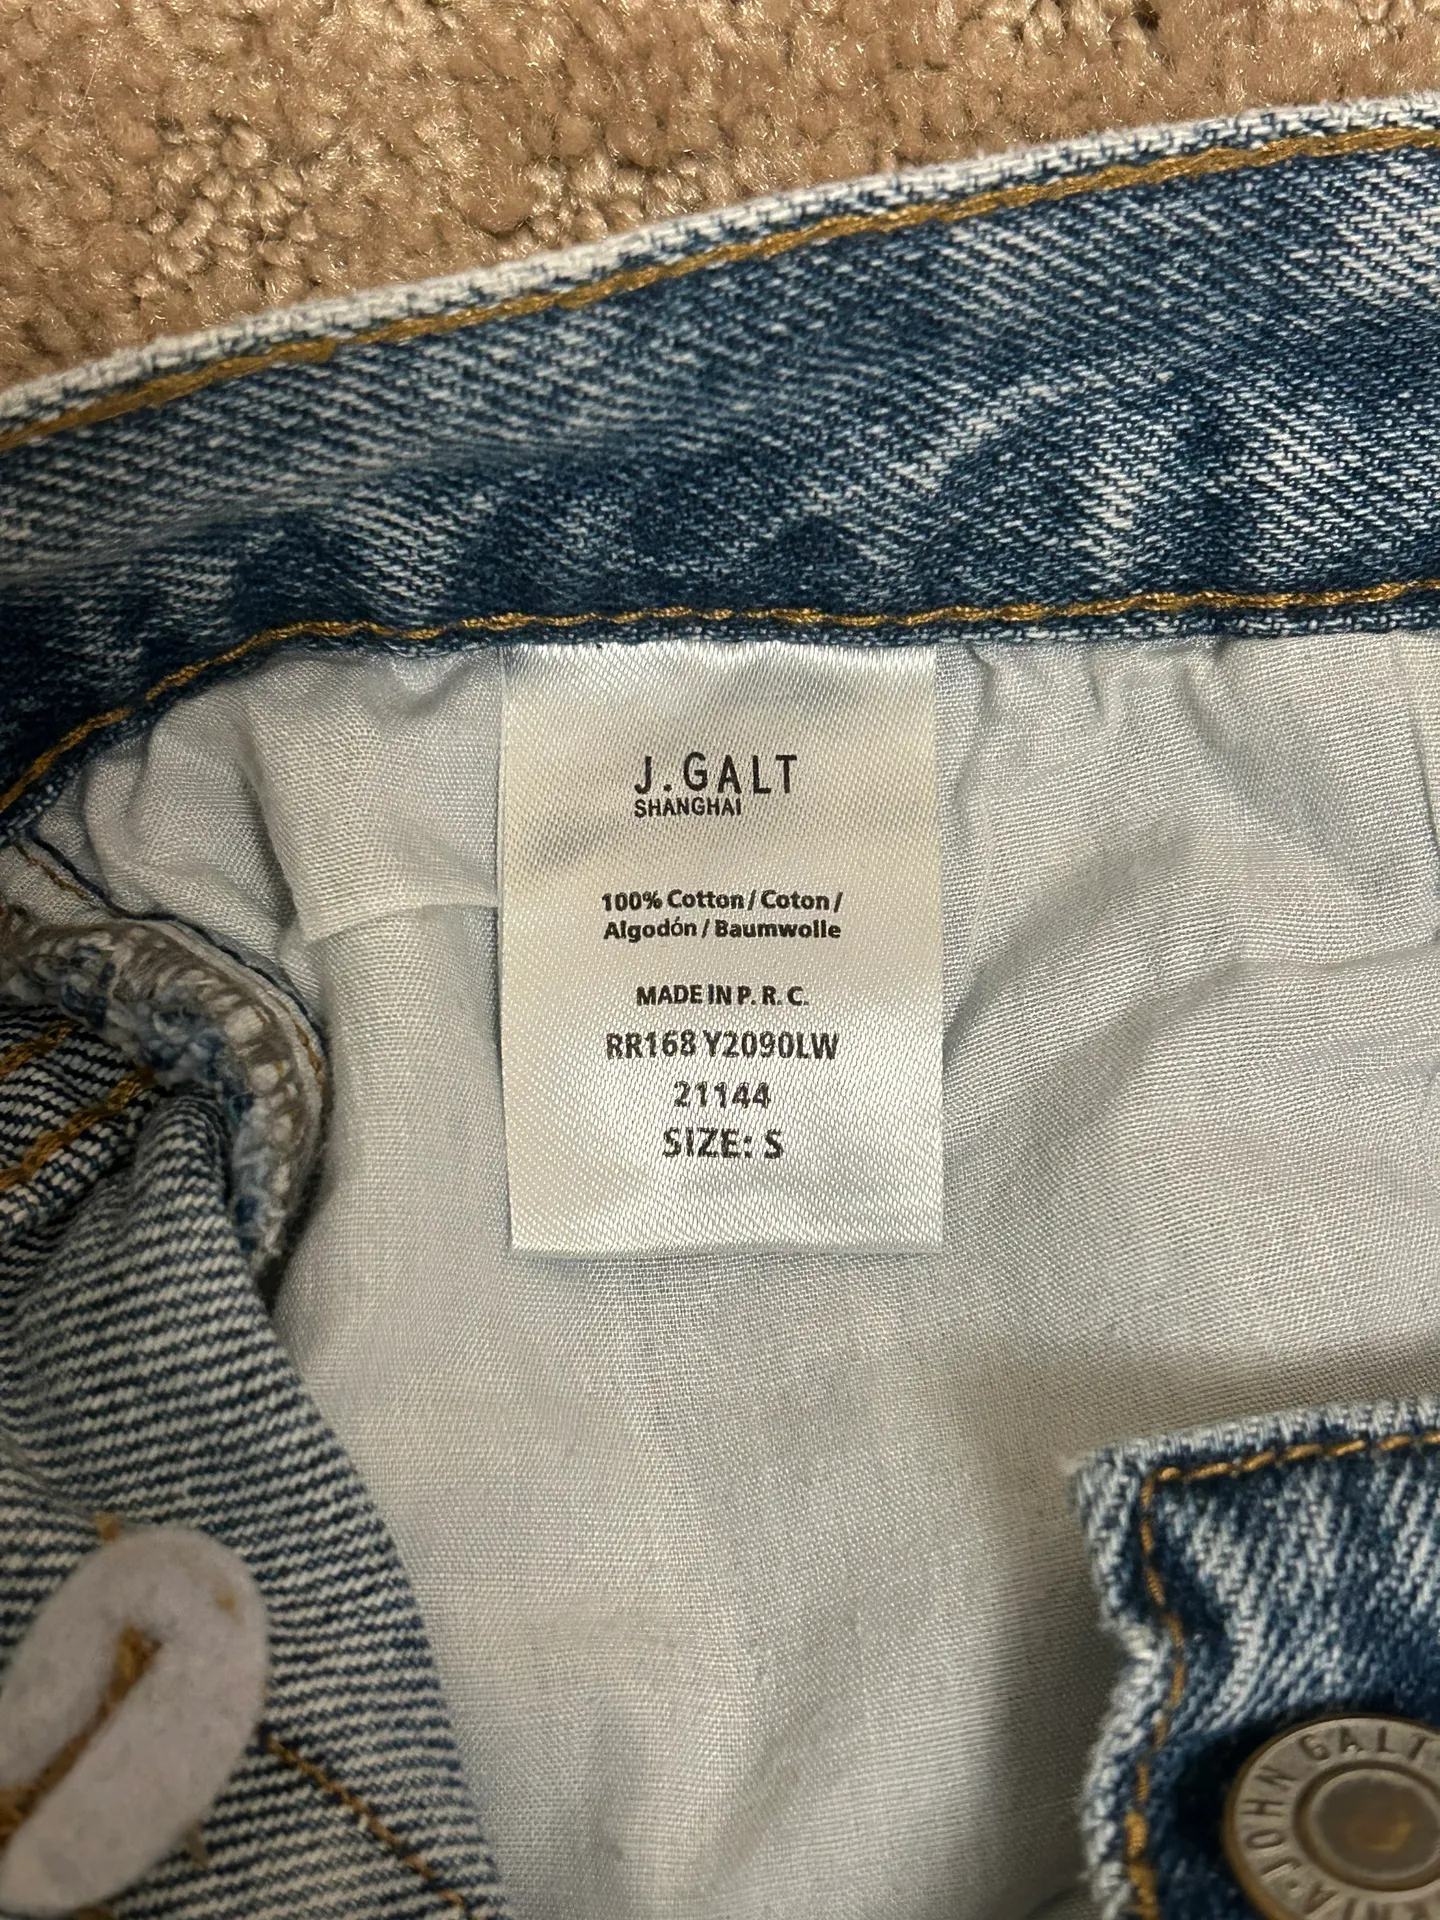 J.GALT
SHANGHAI
100% Cotton / Coton /
Algodón / Baumwolle
MADE IN P. R. C.
RR168 Y2090LW
21144
SIZE: S
JOHN GALT